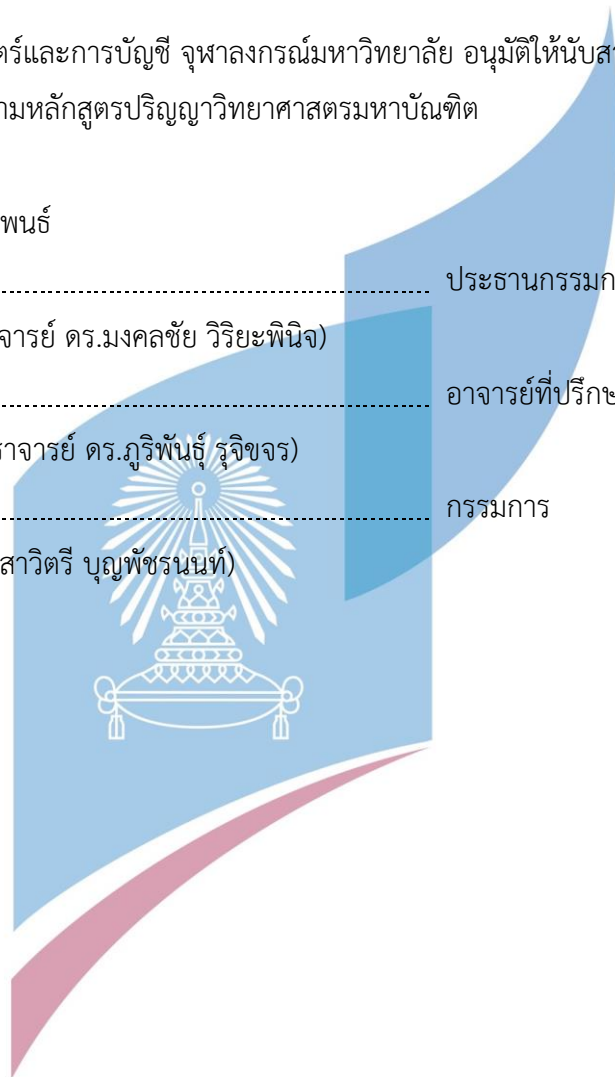 ตร์และการบัญชี จุฬาลงกรณ์มหาวิทยาลัย อนุมัติให้นับสา
ามหลักสูตรปริญญาวิทยาศาสตรมหาบัณฑิต
พนธ์
ประธานกรรมก
จารย์ ดร.มงคลชัย วิริยะพินิจ)
อาจารย์ที่ปรึกษ
ราจารย์ ดร.ภูริพันธุ์ รุจิขจร)
กรรมการ
สาวิตรี บุญพัชรนนท์)